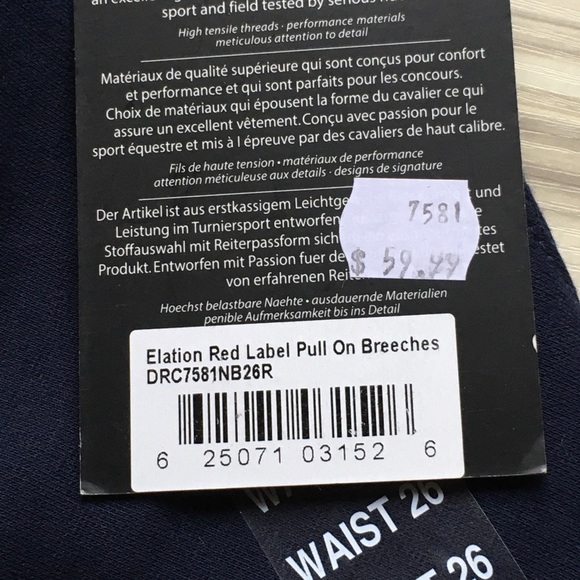 sport and field tested by serious
High tensile threads · performance materials
meticulous attention to detail
Matériaux de qualité supérieure qui sont conçus pour confort
et performance et qui sont parfaits pour les concours.
Choix de matériaux qui épousent la forme du cavalier ce qui
assure un excellent vêtement. Conçu avec passion pour le
sport équestre et mis à l épreuve par des cavaliers de haut calibre.
Fils de haute tension • matériaux de performance
attention méticuleuse aux details · designs de signature
Der Artikel ist aus erstkassigem und
Leistung im Turniersport entworfen
Stoffauswahl mit Reiterpassform sich
Produkt. Entworfen mit Passion fuer
von erfahrenen
7581
$ 59.99
Hoechst belastbare Naehte • ausdauernde Materialien
penible Aufmerksamkeit bis ins Detail
Elation Red Label Pull On Breeches
DRC7581NB26R
6 25071 03152 6
WAIST 26
26